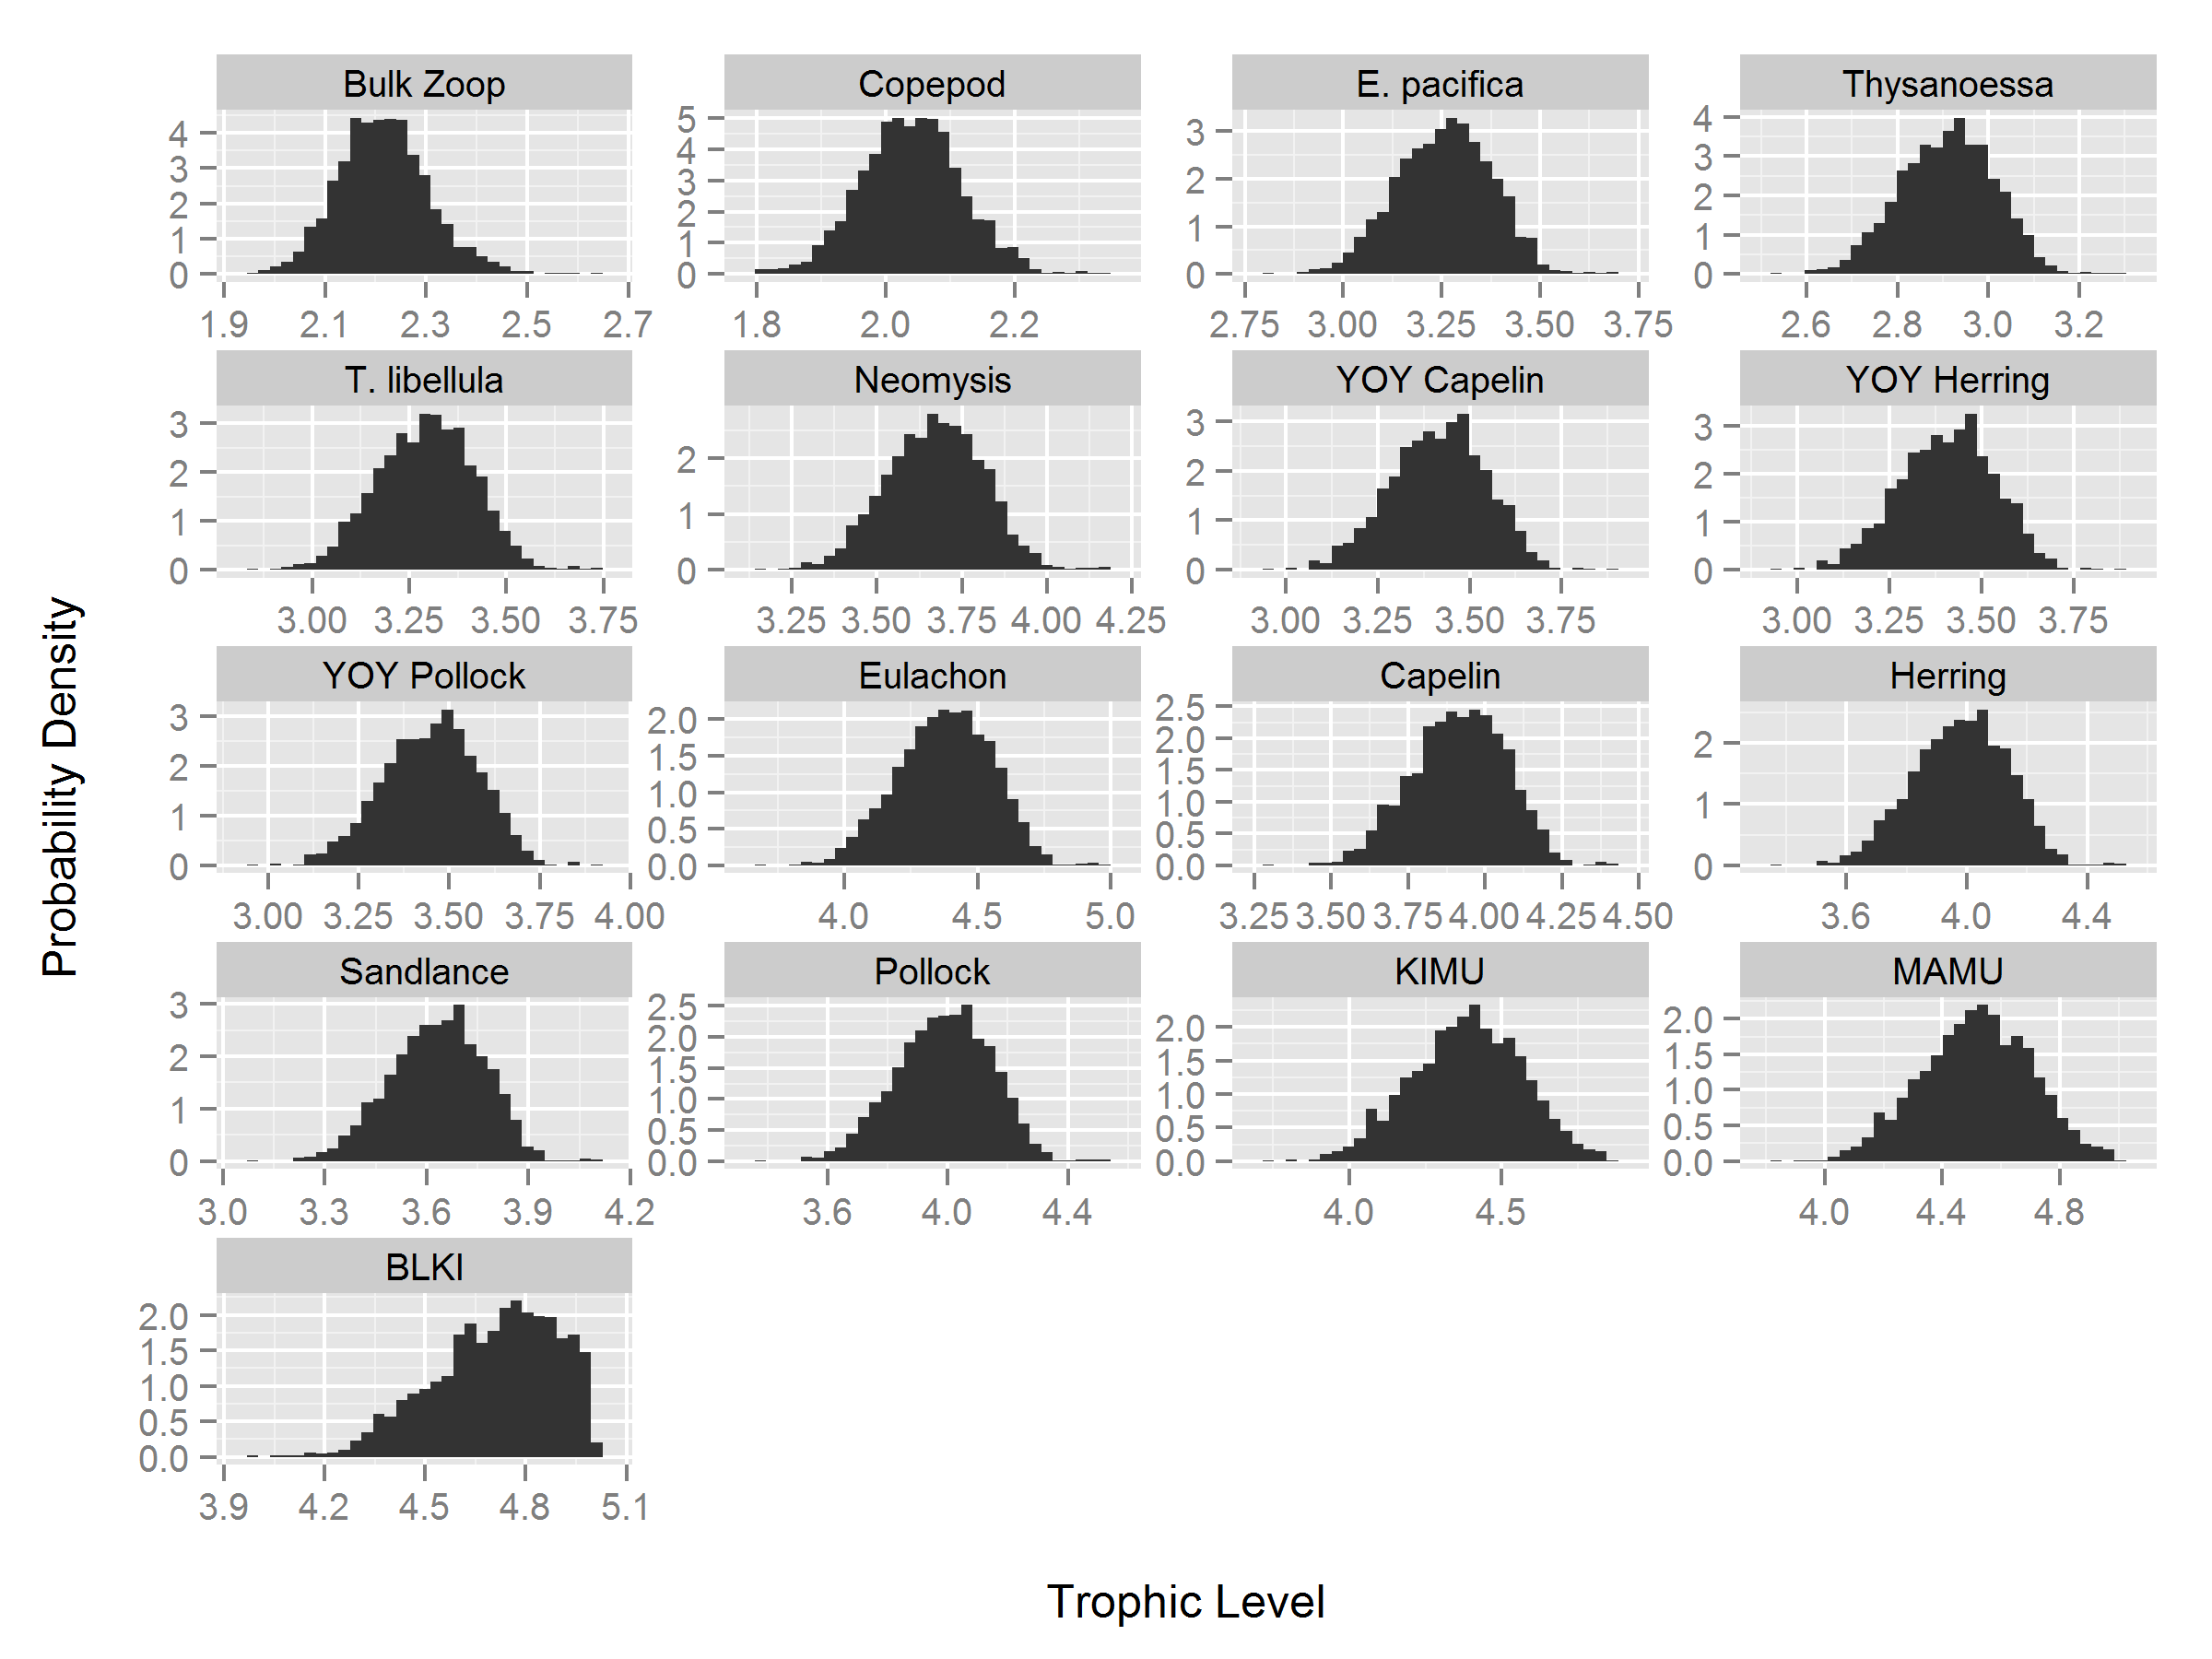 Bulk Zoop Copepod E. pacifica Thysanoessa
4 3 2 1 0 5 4 3 2 1 0 3 2 1 0 4 3 2 1 0
1.9 2.1 2.3 2.5 2.7 1.8 2.0 2.2 2.75 3.00 3.25 3.50 3.75 2.6 2.8 3.0 3.2
T. libellula Neomysis YOY Capelin YOY Herring
3 2 1 0 2 1 0 3 2 1 0 3 2 1 0
3.00 3.25 3.50 3.75 3.25 3.50 3.75 4.00 4.25 3.00 3.25 3.50 3.75 3.00 3.25 3.50 3.75
YOY Pollock Eulachon Capelin Herring
3 2 1 0 2.0 1.5 1.0 0.5 0.0 2.5 2.0 1.5 1.0 0.5 0.0 2 1 0
3.00 3.25 3.50 3.75 4.00 4.0 4.5 5.0 3.25 3.50 3.75 4.00 4.25 4.50 3.6 4.0 4.4
Sandlance Pollock KIMU MAMU
3 2 1 0 2.5 2.0 1.5 1.0 0.5 0.0 2.0 1.5 1.0 0.5 0.0 2.0 1.5 1.0 0.5 0.0
3.0 3.3 3.6 3.9 4.2 3.6 4.0 4.4 4.0 4.5 4.0 4.4 4.8
BLKI
2.0 1.5 1.0 0.5 0.0
3.9 4.2 4.5 4.8 5.1
Probability Density
Trophic Level